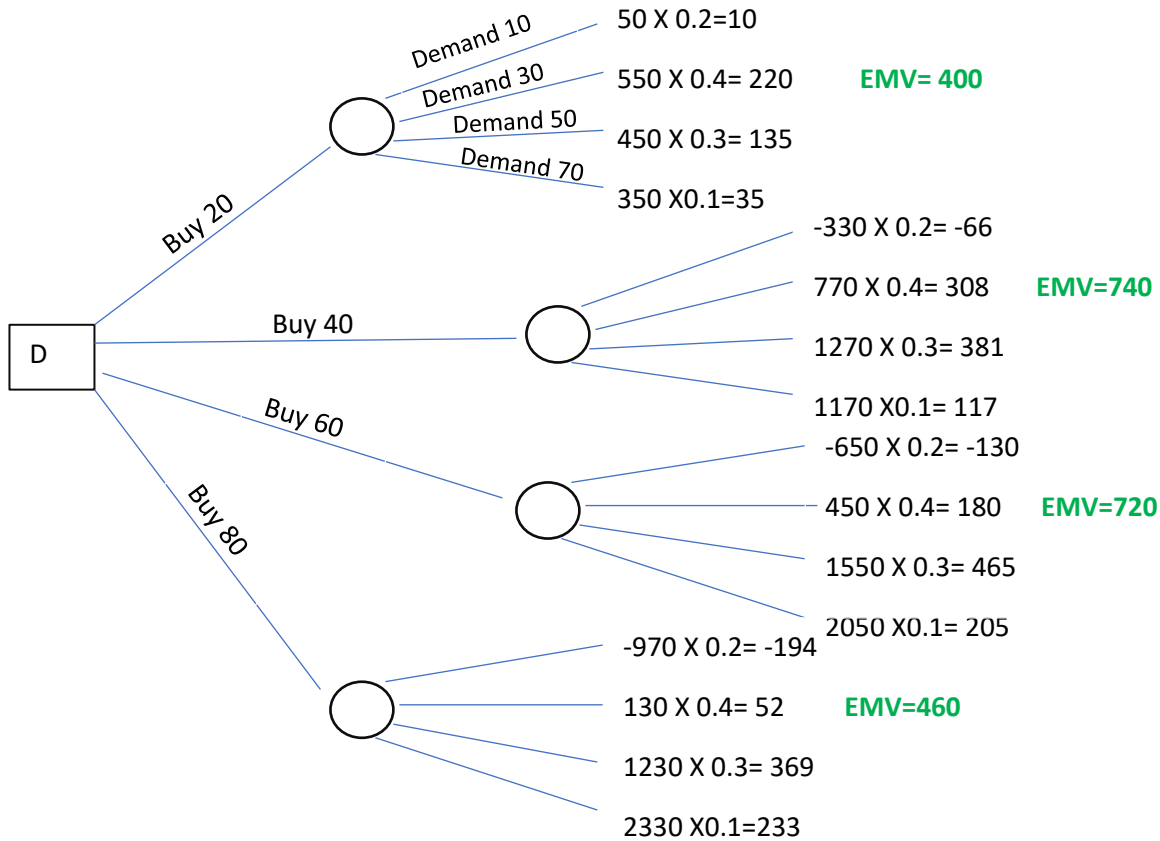 Demand 10
50 X 0.2=10
Demand 30
550 X 0.4= 220
EMV= 400
Demand 50
450 X 0.3= 135
Demand 70
350 X0.1=35
Buy 20
-330 X 0.2= -66
770 X 0.4= 308
EMV=740
Buy 40
D
1270 X 0.3= 381
1170 X0.1= 117
Buy 60
-650 X 0.2= -130
450 X 0.4= 180
EMV=720
Buy 80
1550 X 0.3= 465
2050 X0.1= 205
-970 X 0.2= -194
130 X 0.4= 52
EMV=460
1230 X 0.3= 369
2330 X0.1=233